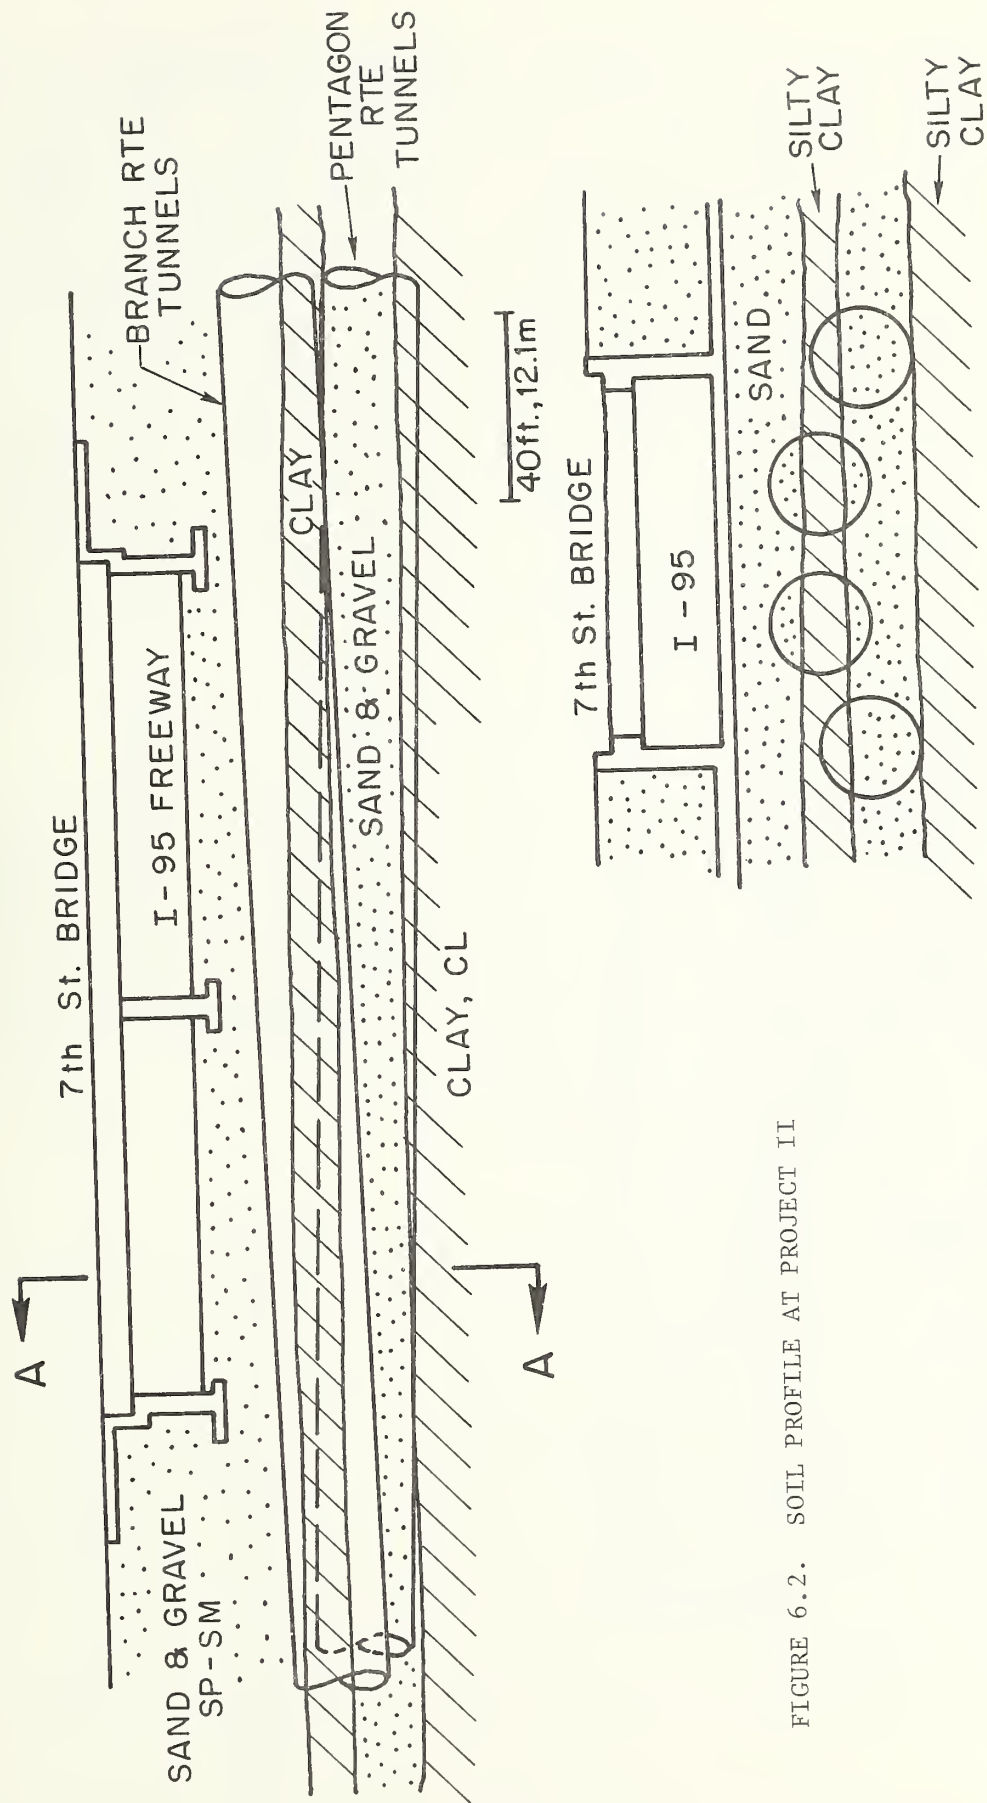 7th St. BRIDGE
BRANCH RTE
TUNNELS
I-95 FREEWAY
SAND & GRAVEL
SP-SM
CLAY
PENTAGON
RTE
TUNNELS
SAND & GRAVEL
CLAY, CL
A
A
40ft., 12.1m
7th St. BRIDGE
I-95
SAND
SILTY
CLAY
SILTY
CLAY
FIGURE 6.2. SOIL PROFILE AT PROJECT II